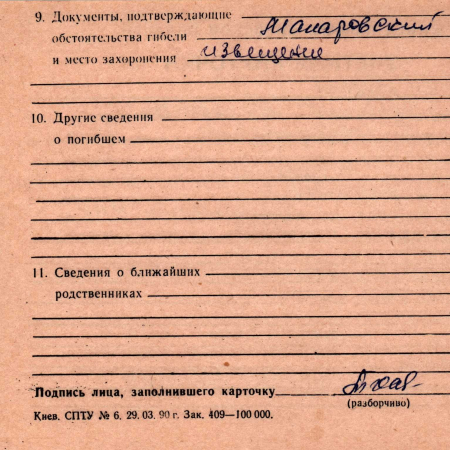 9. Документы, подтверждающие Макаровский
обстоятельства гибели
и место захоронения извещение
10. Другие сведения
о погибшем
11. Сведения о ближайших
родственниках
Подпись лица, заполнившего карточку
(разборчиво)
Киев. СПТУ № 6. 29. 03. 90 г. Зак. 409—100 000.